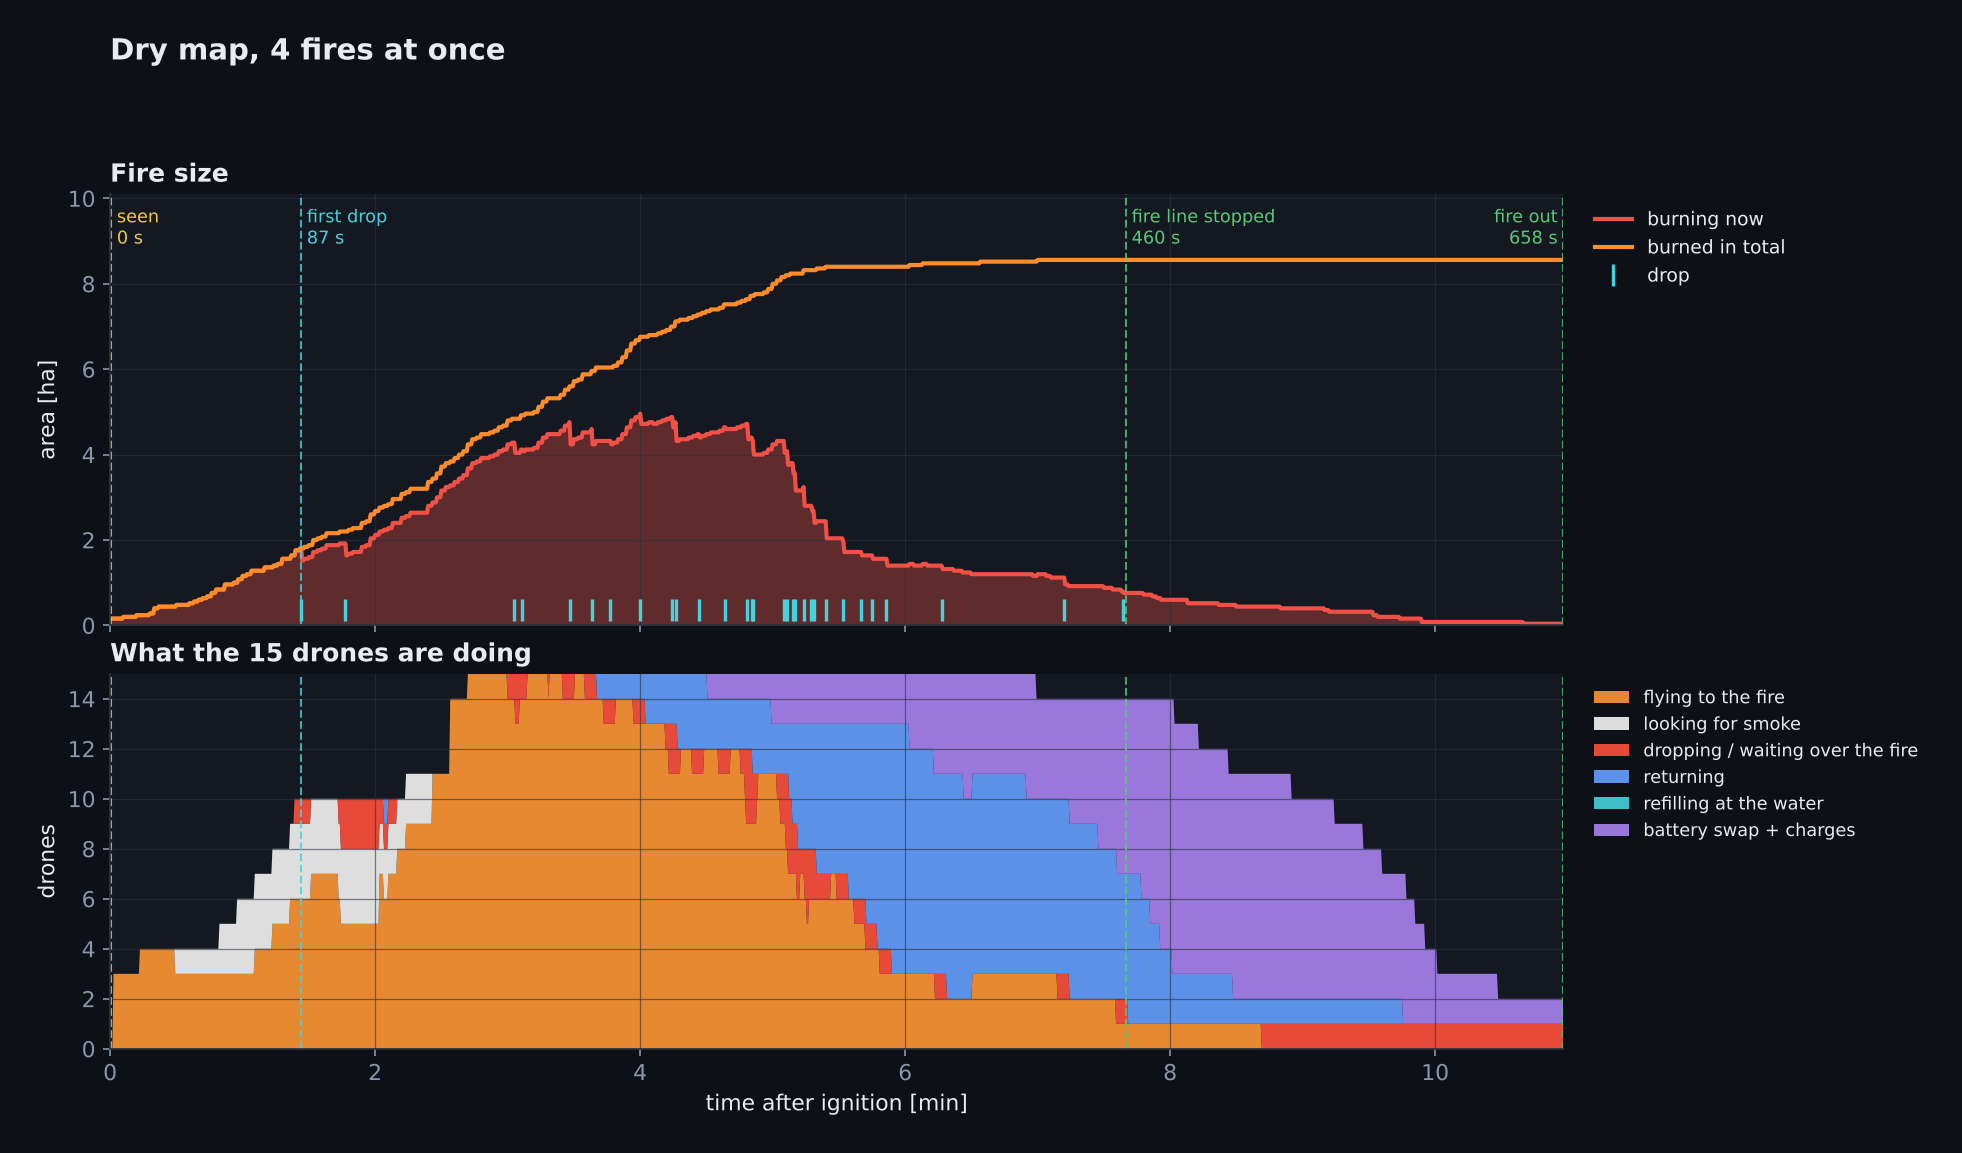 Dry map, 4 fires at once
Fire size
10
8
6
4
2
0
area [ha]
seen
0 s
first drop
87 s
fire line stopped
460 s
fire out
658 s
burning now
burned in total
drop
What the 15 drones are doing
14
12
10
8
6
4
2
0
drones
0
2
4
6
8
10
time after ignition [min]
flying to the fire
looking for smoke
dropping / waiting over the fire
returning
refilling at the water
battery swap + charges